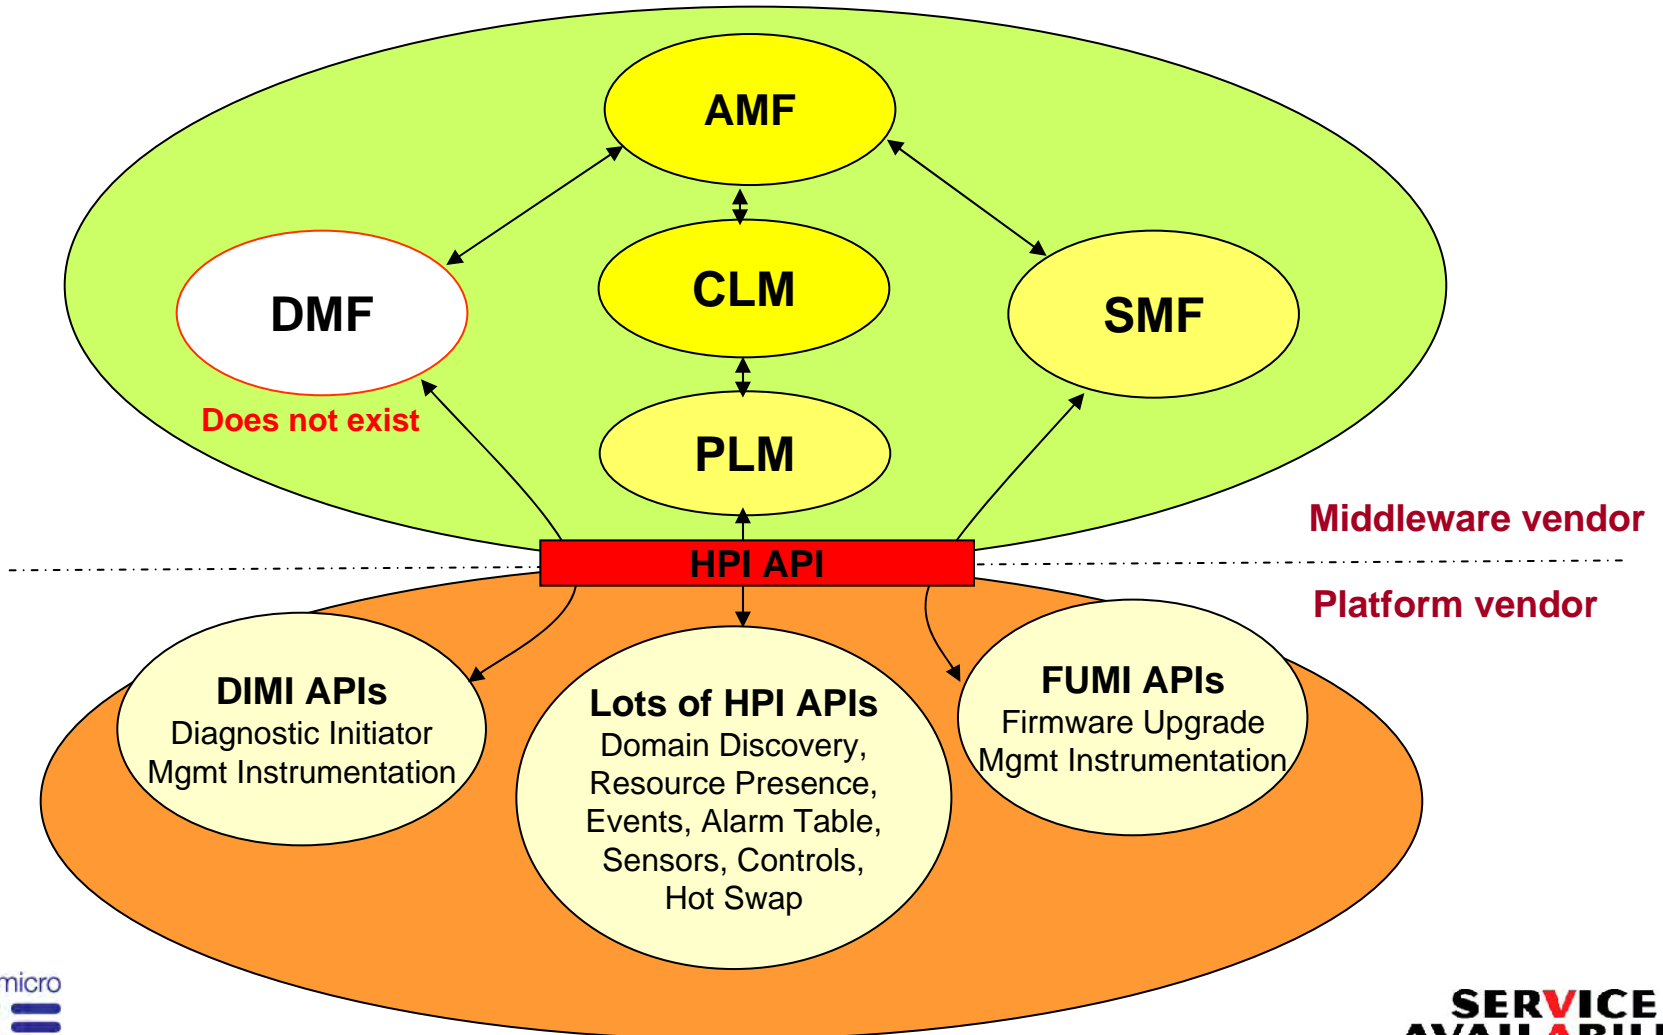 AMF
CLM
DMF
SMF
Does not exist
PLM
Middleware vendor
HPI API
Platform vendor
DIMI APIs
Diagnostic Initiator
Mgmt Instrumentation
Lots of HPI APIs
Domain Discovery,
Resource Presence,
Events, Alarm Table,
Sensors, Controls,
Hot Swap
FUMI APIs
Firmware Upgrade
Mgmt Instrumentation
micro
SERVICE